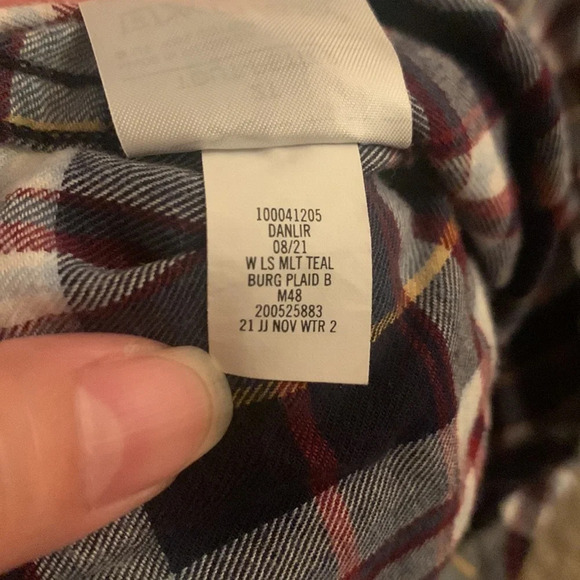 100041205
DANLIR
08/21
W LS MLT TEAL
BURG PLAID B
M48
200525883
21 JJ NOV WTR 2